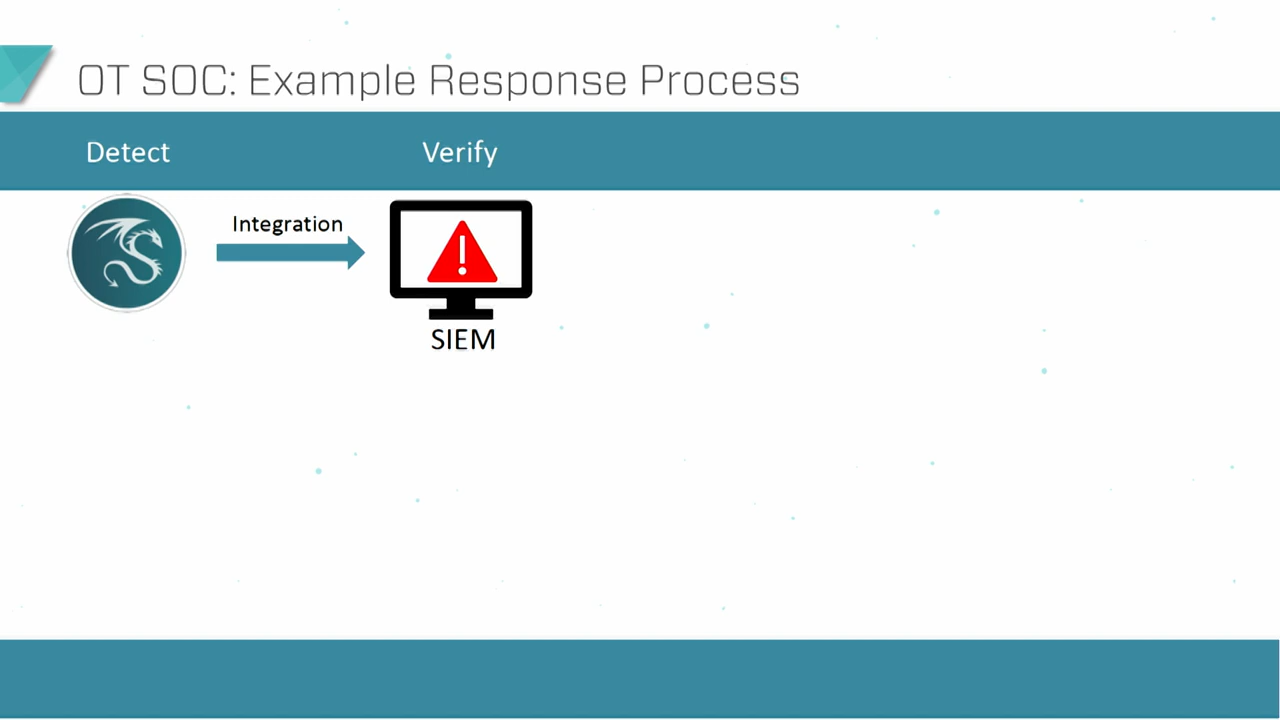 OT SOC: Example Response Process
Detect
Verify
Integration
SIEM